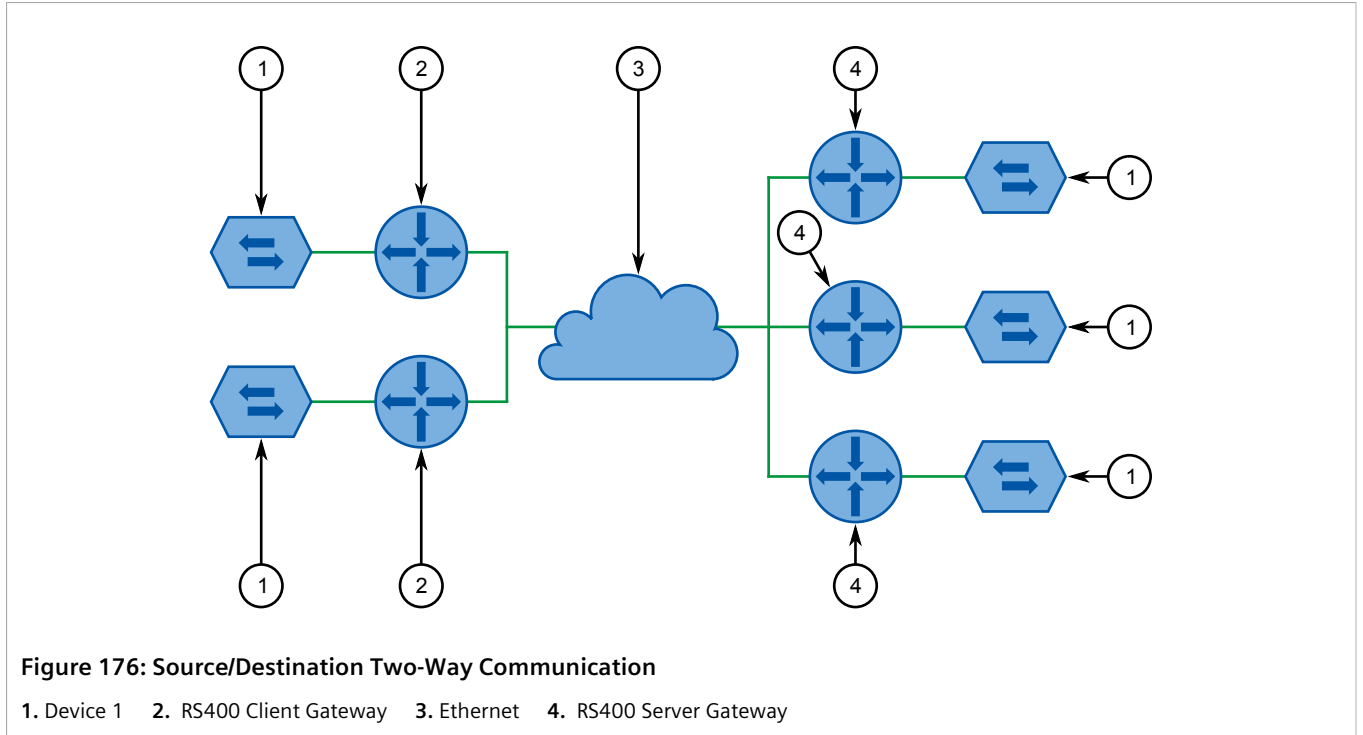 1 2 3 4
1
4
1
1
1 2 4
Figure 176: Source/Destination Two-Way Communication
1. Device 1 2. RS400 Client Gateway 3. Ethernet 4. RS400 Server Gateway